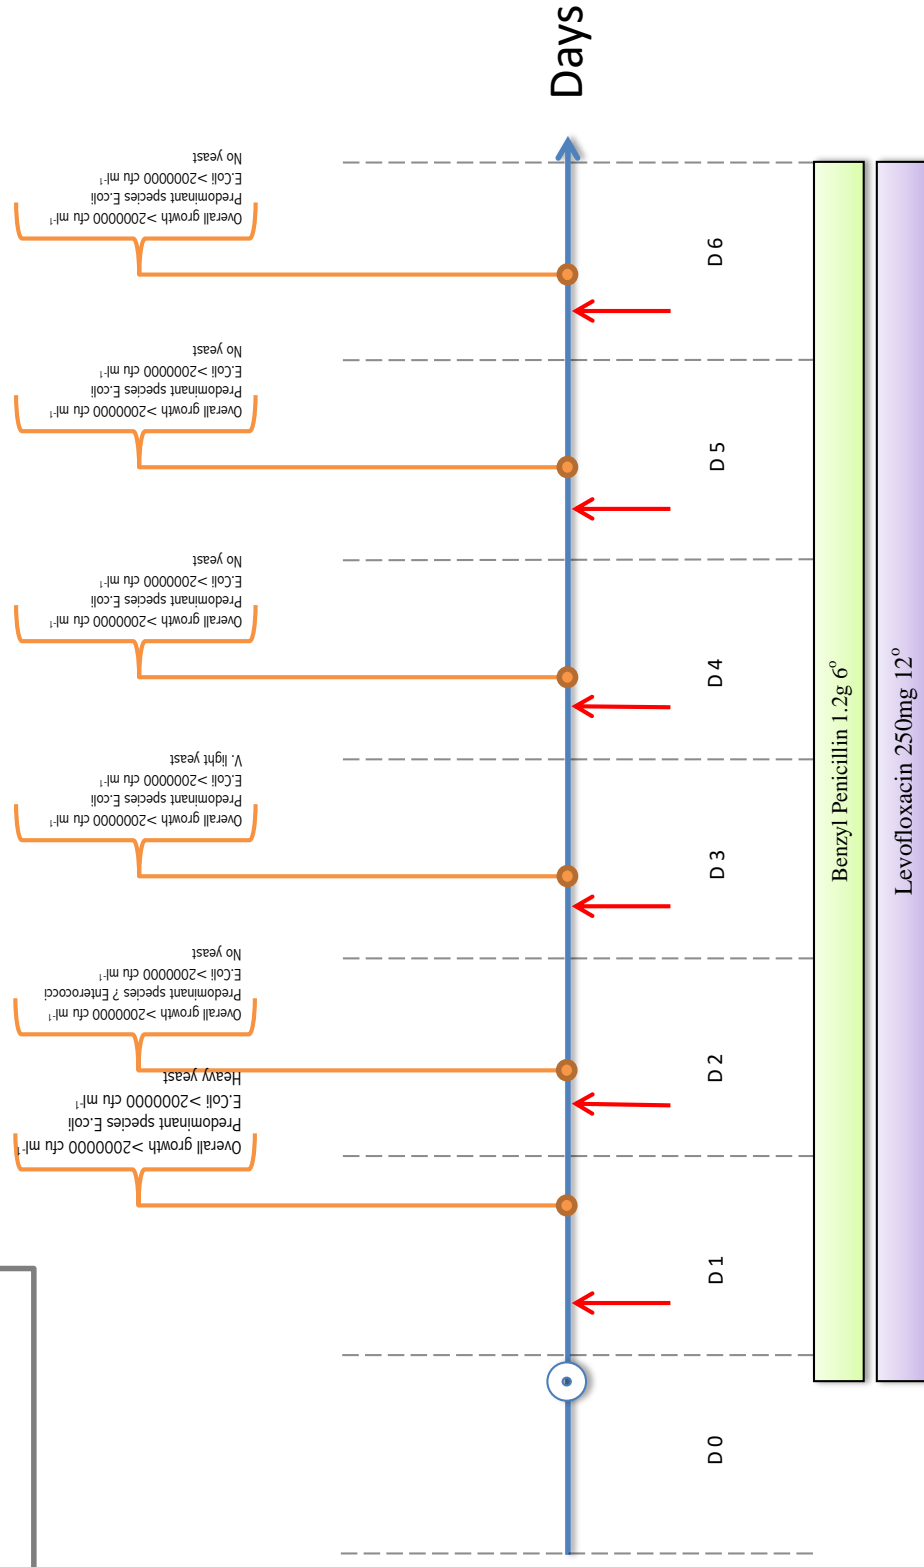 Overall growth >2000000 cfu ml-1
Predominant species E.coli
E.Coli >2000000 cfu ml-1
Heavy yeast
Overall growth >2000000 cfu ml-1
Predominant species ? Enterococci
E.Coli >2000000 cfu ml-1
No yeast
Overall growth >2000000 cfu ml-1
Predominant species E.coli
E.Coli >2000000 cfu ml-1
V. light yeast
Overall growth >2000000 cfu ml-1
Predominant species E.coli
E.Coli >2000000 cfu ml-1
No yeast
Overall growth >2000000 cfu ml-1
Predominant species E.coli
E.Coli >2000000 cfu ml-1
No yeast
Overall growth >2000000 cfu ml-1
Predominant species E.coli
E.Coli >2000000 cfu ml-1
No yeast
Days
D 0
D 1
D 2
D 3
D 4
D 5
D 6
Benzyl Penicillin 1.2g 6º
Levofloxacin 250mg 12º